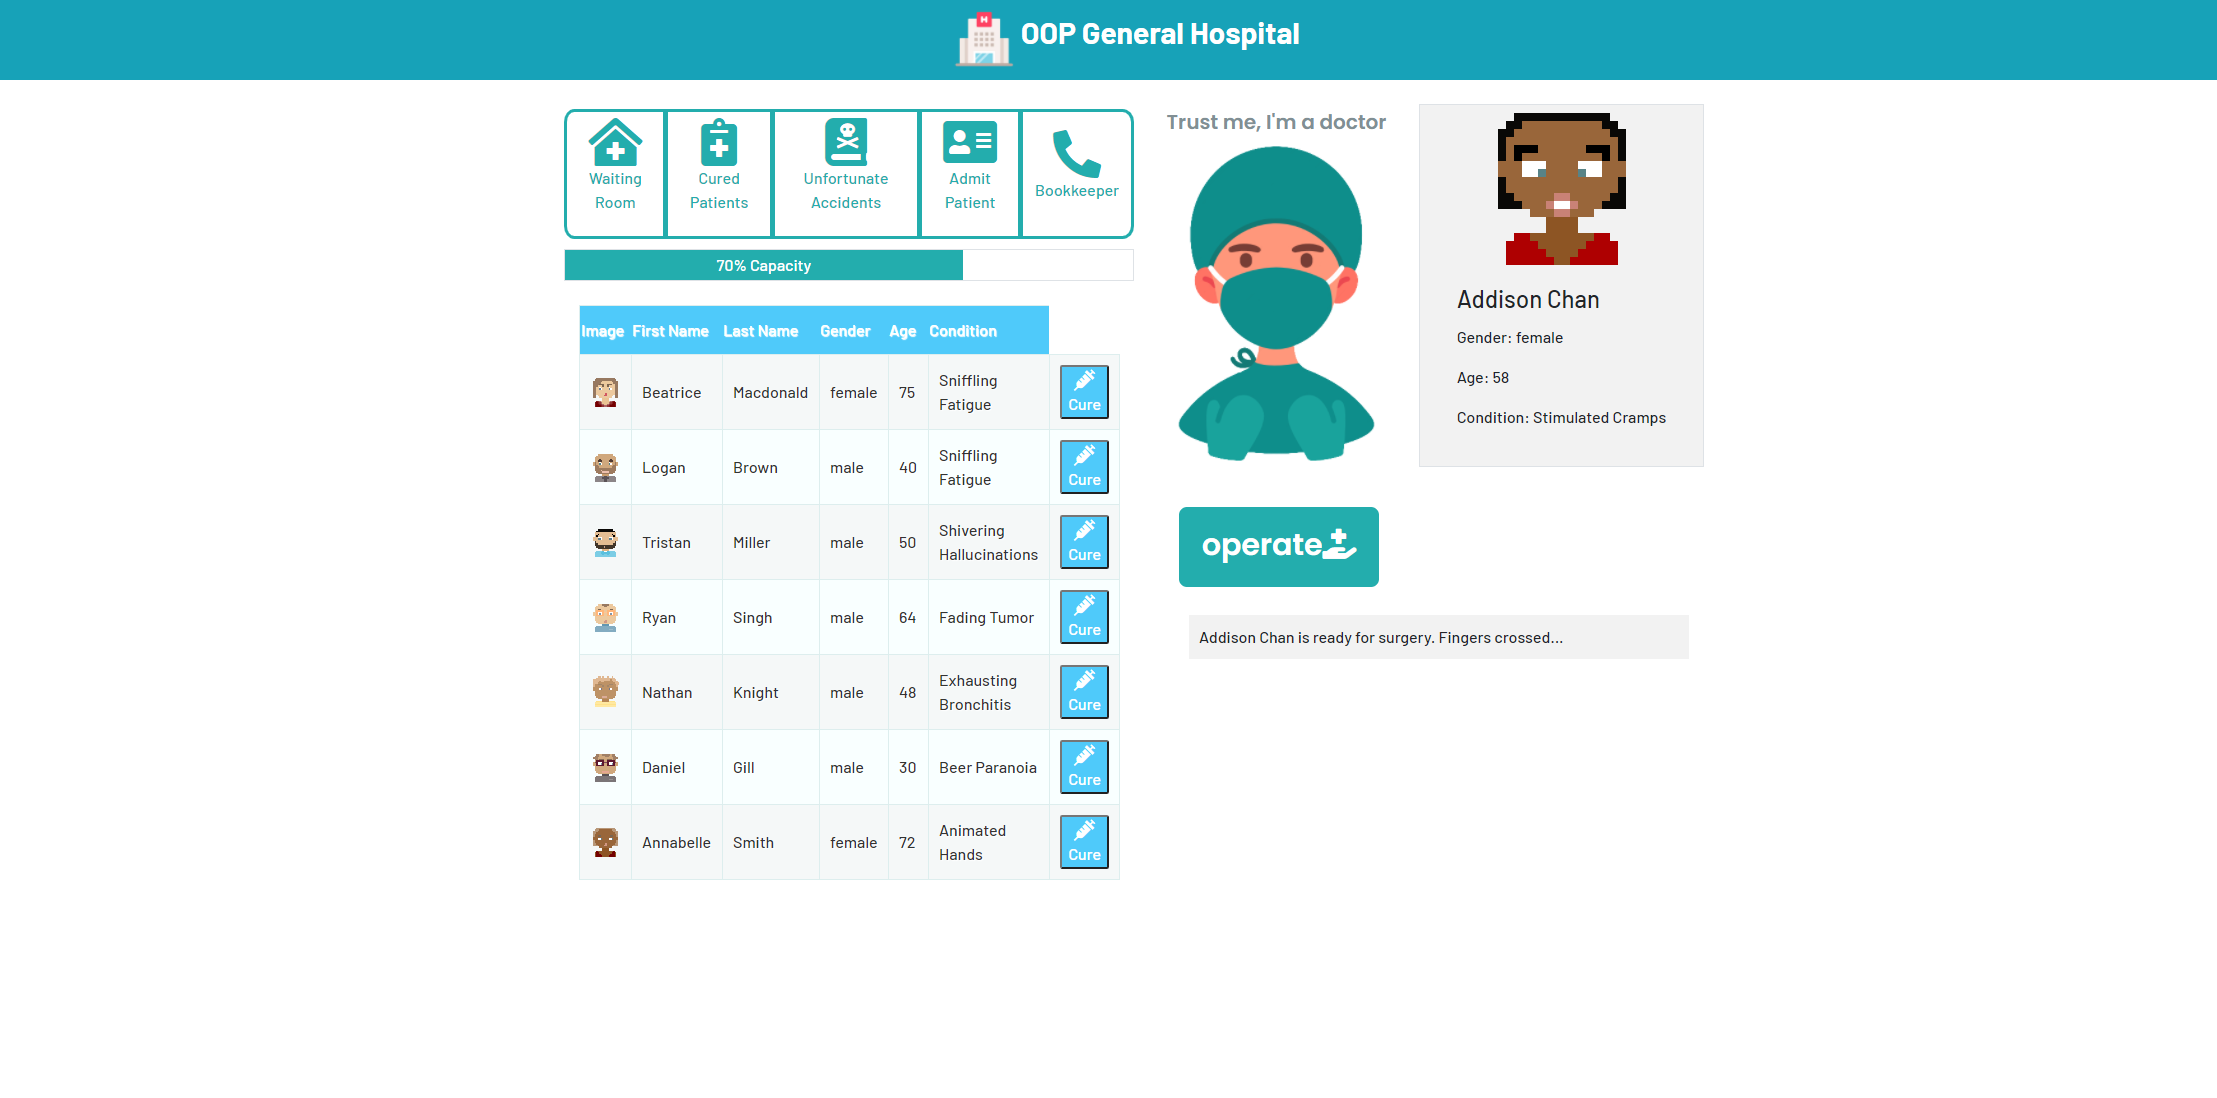 H
OOP General Hospital
Waiting
Room
Cured
Patients
Unfortunate
Accidents
Admit
Patient
Bookkeeper
70% Capacity
Image First Name Last Name Gender Age Condition
Beatrice Macdonald female 75 Sniffling
Fatigue
Cure
Logan Brown male 40 Sniffling
Fatigue
Cure
Tristan Miller male 50 Shivering
Hallucinations
Cure
Ryan Singh male 64 Fading Tumor
Cure
Nathan Knight male 48 Exhausting
Bronchitis
Cure
Daniel Gill male 30 Beer Paranoia
Cure
Annabelle Smith female 72 Animated
Hands
Cure
Trust me, I'm a doctor
Addison Chan
Gender: female
Age: 58
Condition: Stimulated Cramps
operate
Addison Chan is ready for surgery. Fingers crossed...